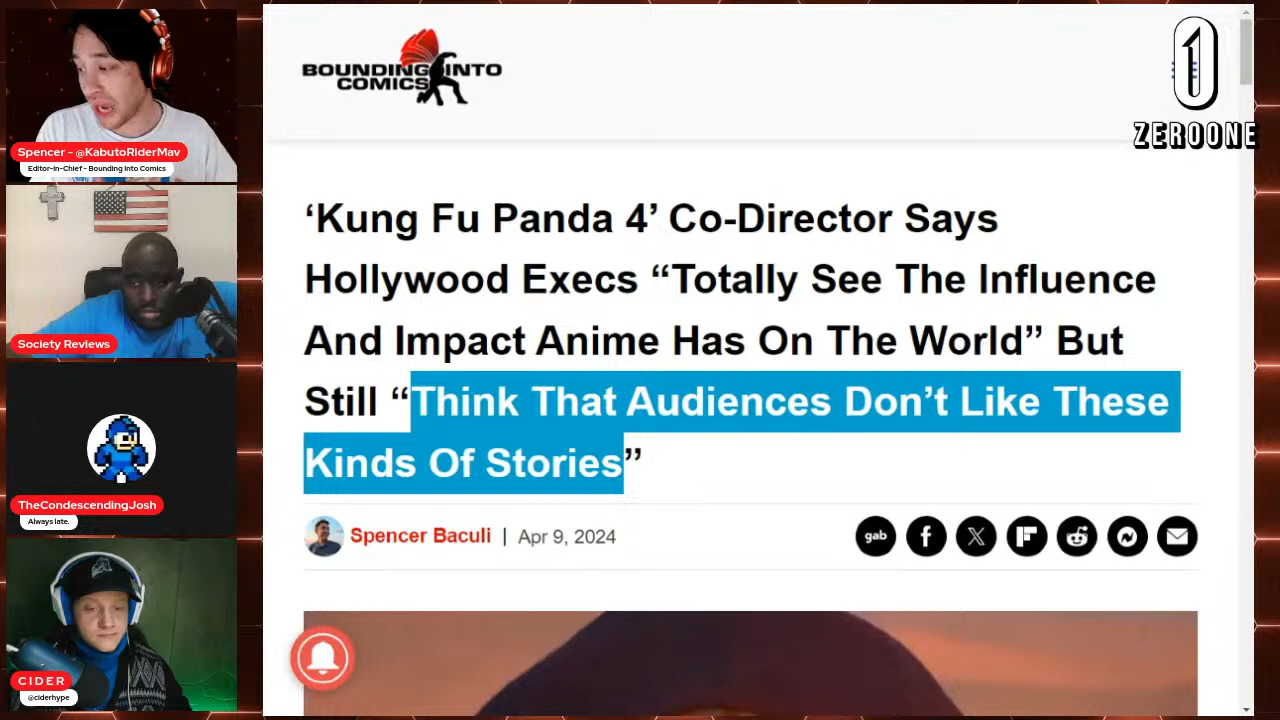 Spencer - @KabutoRiderMav
Editor-in-Chief - Bounding Into Comics
Society Reviews
TheCondescendingJosh
Always late.
CIDER
@ciderhype
BOUNDING INTO
COMICS
ZEROONE
‘Kung Fu Panda 4’ Co-Director Says
Hollywood Execs “Totally See The Influence
And Impact Anime Has On The World” But
Still “Think That Audiences Don’t Like These
Kinds Of Stories”
Spencer Baculi | Apr 9, 2024
gab